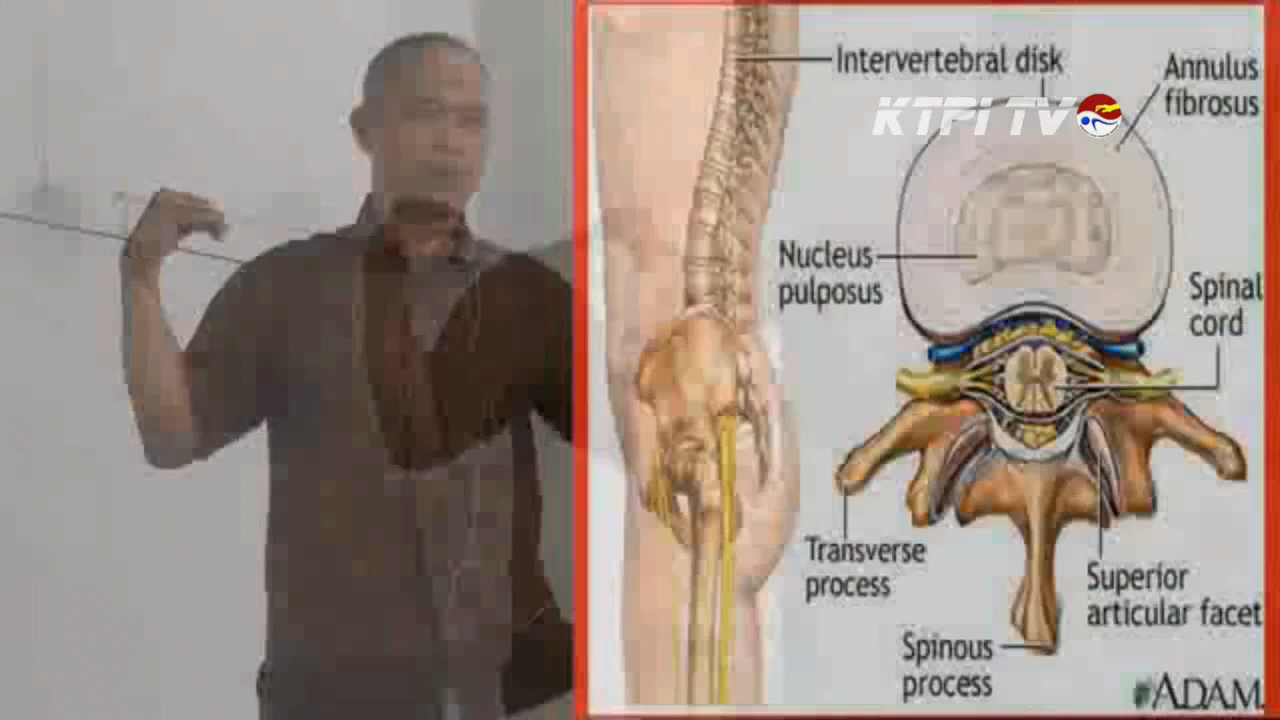 Intervertebral disk
Annulus
fibrosus
KTPI TV
Nucleus
pulposus
Spinal
cord
Transverse
process
Superior
articular facet
Spinous
process
ADAM.